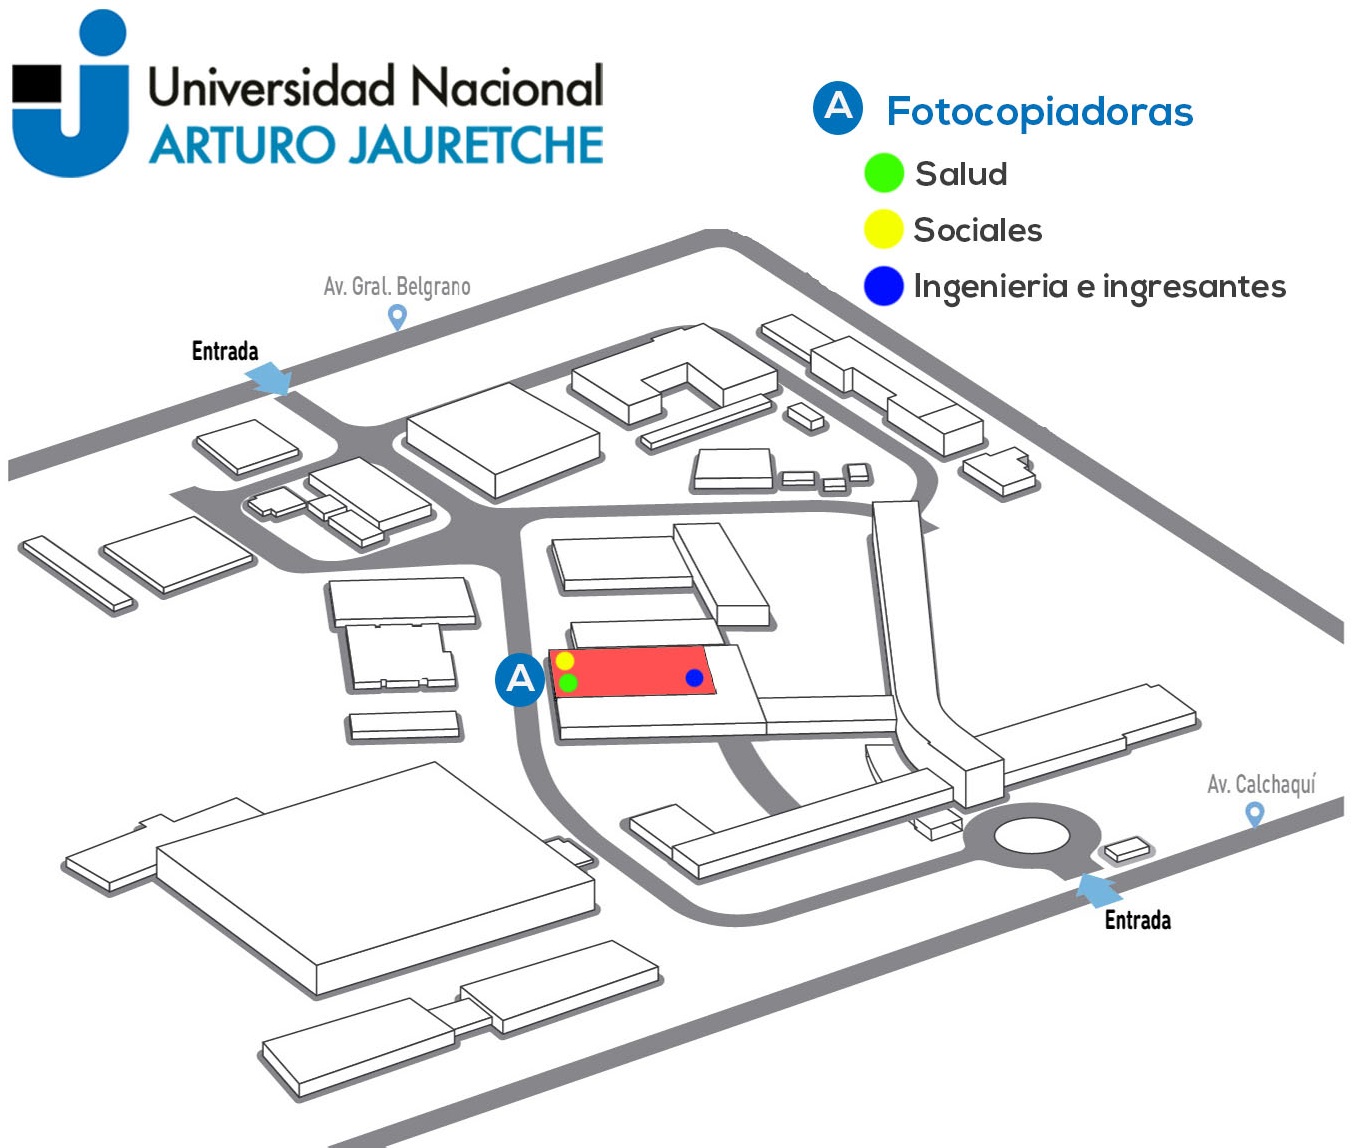 Universidad Nacional
ARTURO JAURETCHE
A Fotocopiadoras
Salud
Sociales
Ingenieria e ingresantes
Av. Gral. Belgrano
Entrada
A
Av. Calchaquí
Entrada